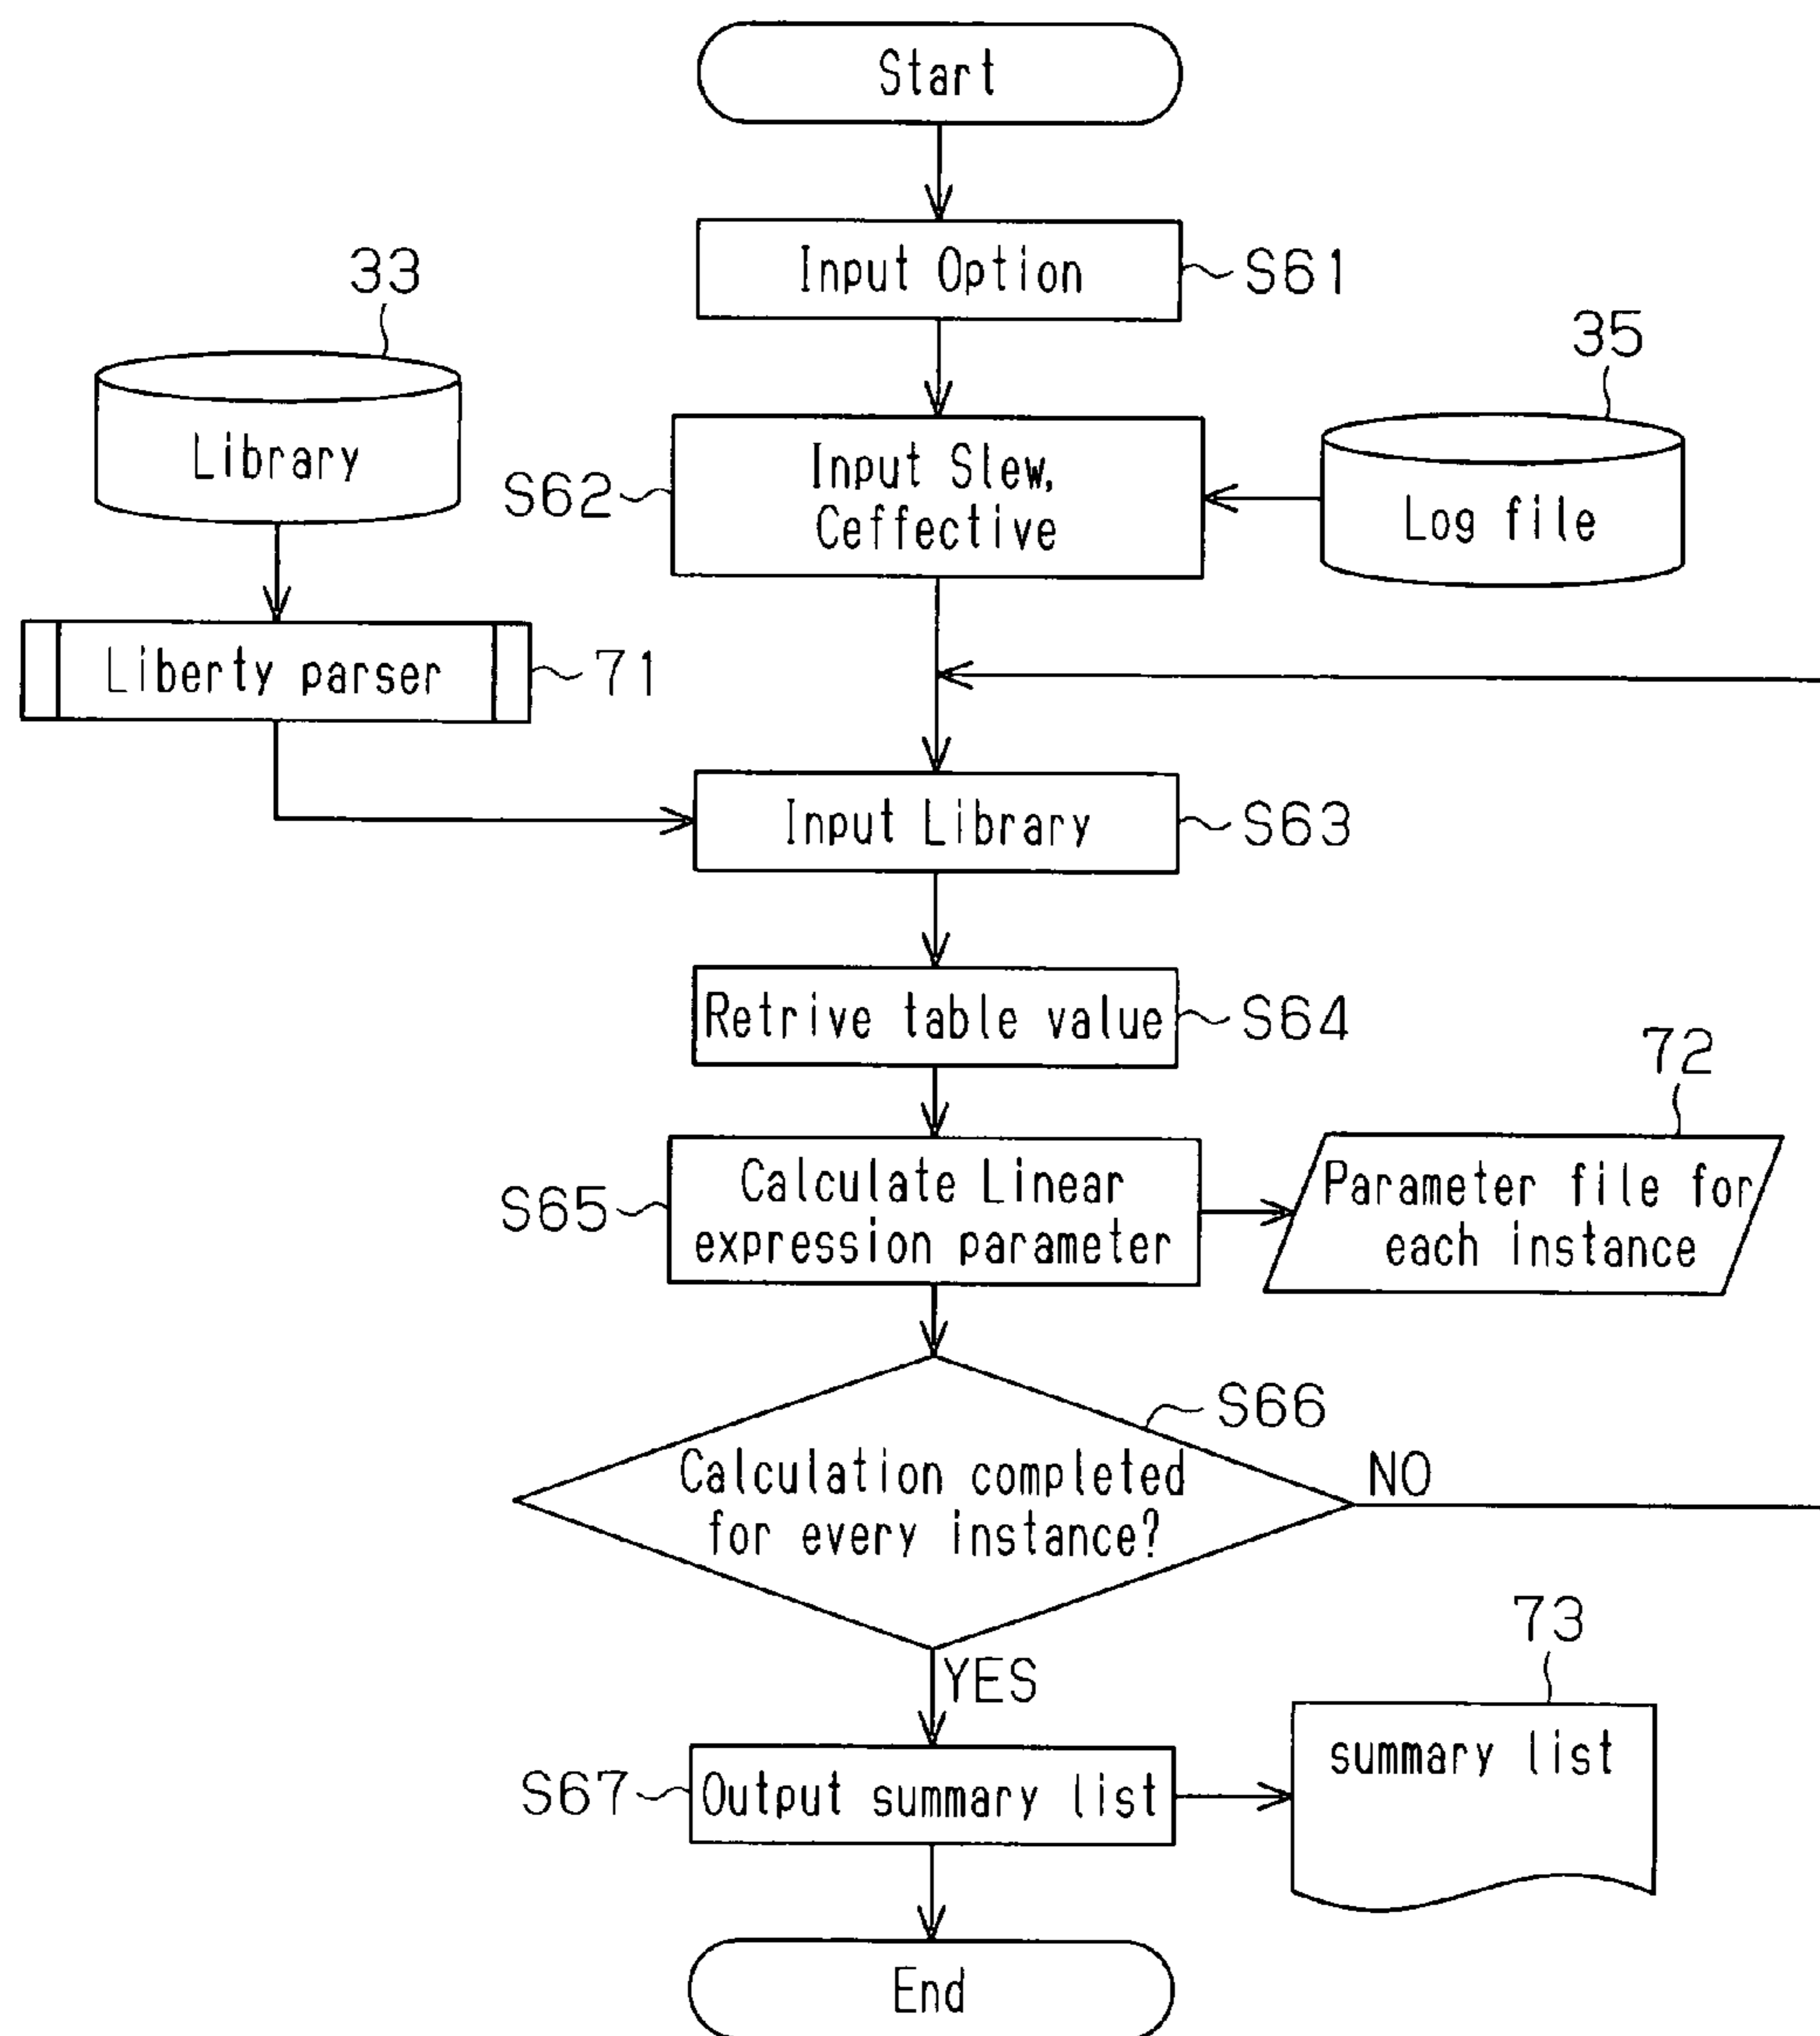 Start
Input Option
S61
33
Library
35
Log file
S62
Input Slew,
Ceffective
Liberty parser
71
Input Library
S63
Retrive table value
S64
72
Parameter file for
each instance
S65
Calculate Linear
expression parameter
S66
Calculation completed
for every instance?
NO
YES
73
summary list
S67
Output summary list
End